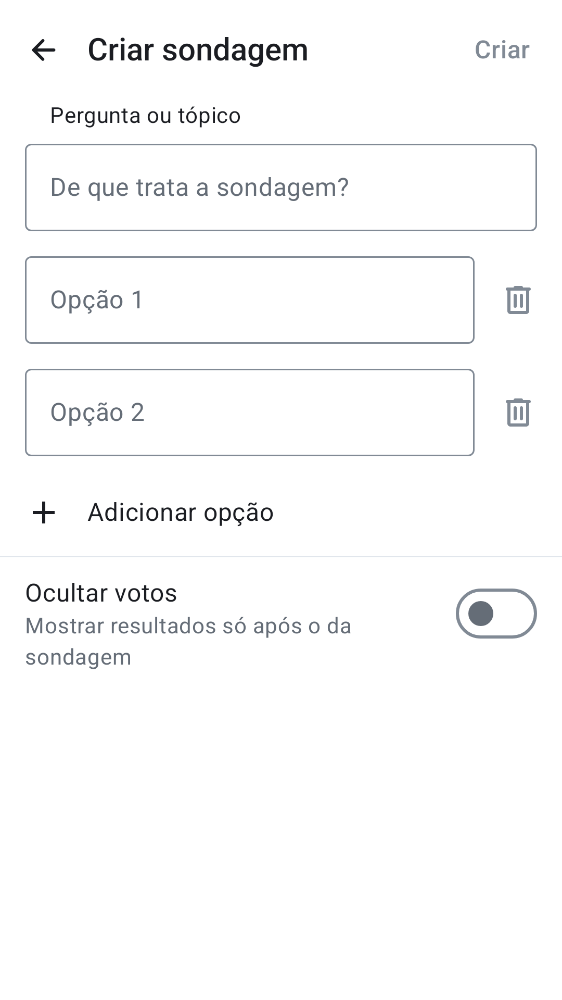 Criar sondagem
Criar
Pergunta ou tópico
De que trata a sondagem?
Opção 1
Opção 2
Adicionar opção
Ocultar votos
Mostrar resultados só após o da
sondagem